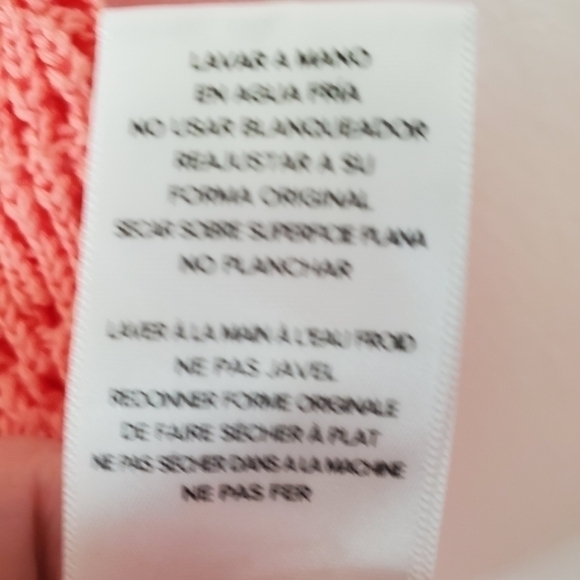 LAVAR A MANO
EN AGUA FRÍA
NO USAR BLANQUEADOR
REAJUSTAR A SU
FORMA ORIGINAL
SECAR SOBRE SUPERFICIE PLANA
NO PLANCHAR
LAVER À LA MAIN À L'EAU FROID
NE PAS JAVEL
REDONNER FORME ORIGINALE
DE FAIRE SÉCHER À PLAT
NE PAS SÉCHER DANS A LA MACHINE
NE PAS FER